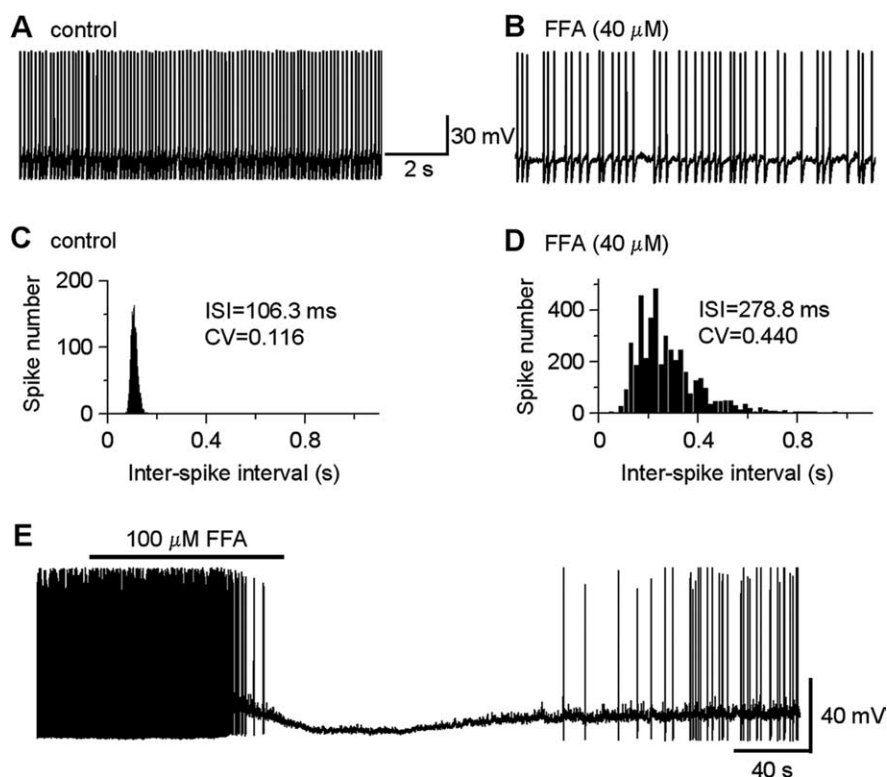 A control
B FFA (40 μM)
30 mV
2 s
C control
D FFA (40 μM)
Spike number
200
100
0
ISI=106.3 ms
CV=0.116
0 0.4 0.8
Inter-spike interval (s)
Spike number
400
200
0
ISI=278.8 ms
CV=0.440
0 0.4 0.8
Inter-spike interval (s)
E
100 μM FFA
40 mV
40 s